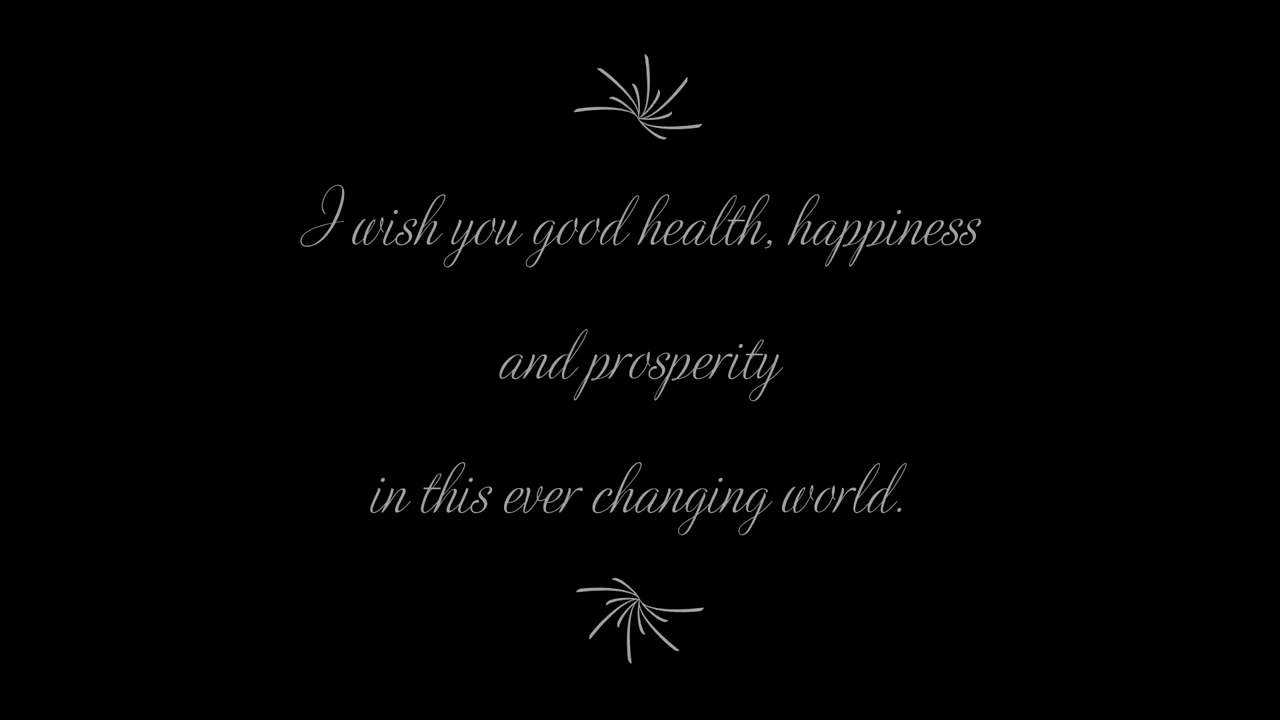 I wish you good health, happiness
and prosperity
in this ever changing world.